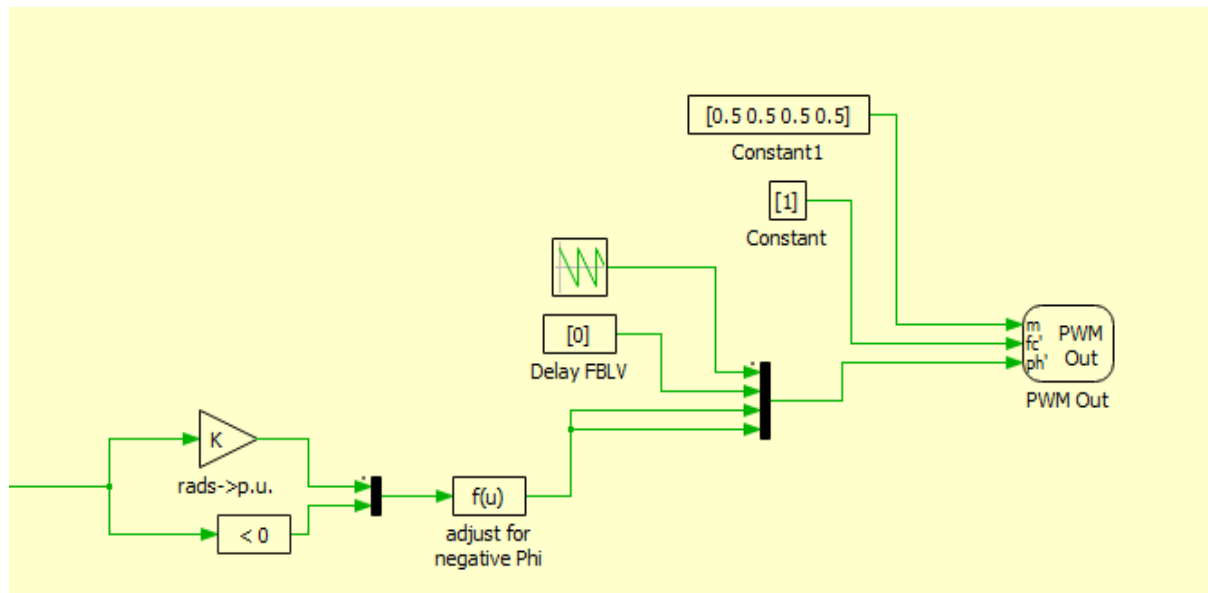 [0.5 0.5 0.5 0.5]
Constant1
[1]
Constant
[0]
Delay FBLV
m
fc'
ph'
PWM
Out
PWM Out
K
rads->p.u.
< 0
f(u)
adjust for
negative Phi